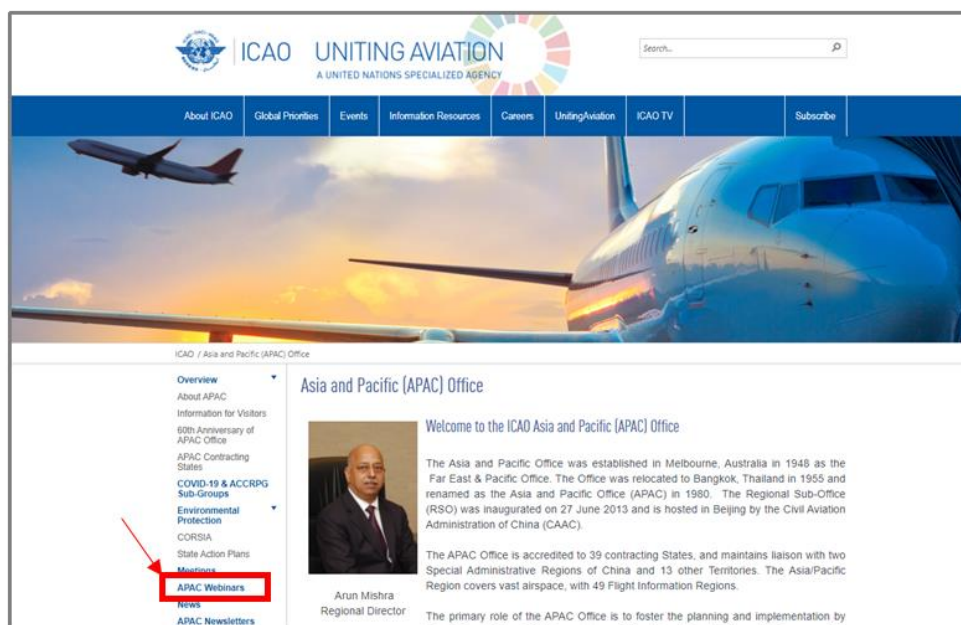 ICAO UNITING AVIATION
A UNITED NATIONS SPECIALIZED AGENCY
Search...
About ICAO Global Priorities Events Information Resources Careers UnitingAviation ICAO TV Subscribe
ICAO / Asia and Pacific (APAC) Office
Overview
About APAC
Information for Visitors
60th Anniversary of
APAC Office
APAC Contracting
States
COVID-19 & ACCRPG
Sub-Groups
Environmental
Protection
CORSIA
State Action Plans
Meetings
APAC Webinars
News
APAC Newsletters
Asia and Pacific (APAC) Office
Arun Mishra
Regional Director
Welcome to the ICAO Asia and Pacific (APAC) Office
The Asia and Pacific Office was established in Melbourne, Australia in 1948 as the
Far East & Pacific Office. The Office was relocated to Bangkok, Thailand in 1955 and
renamed as the Asia and Pacific Office (APAC) in 1980. The Regional Sub-Office
(RSO) was inaugurated on 27 June 2013 and is hosted in Beijing by the Civil Aviation
Administration of China (CAAC).
The APAC Office is accredited to 39 contracting States, and maintains liaison with two
Special Administrative Regions of China and 13 other Territories. The Asia/Pacific
Region covers vast airspace, with 49 Flight Information Regions.
The primary role of the APAC Office is to foster the planning and implementation by